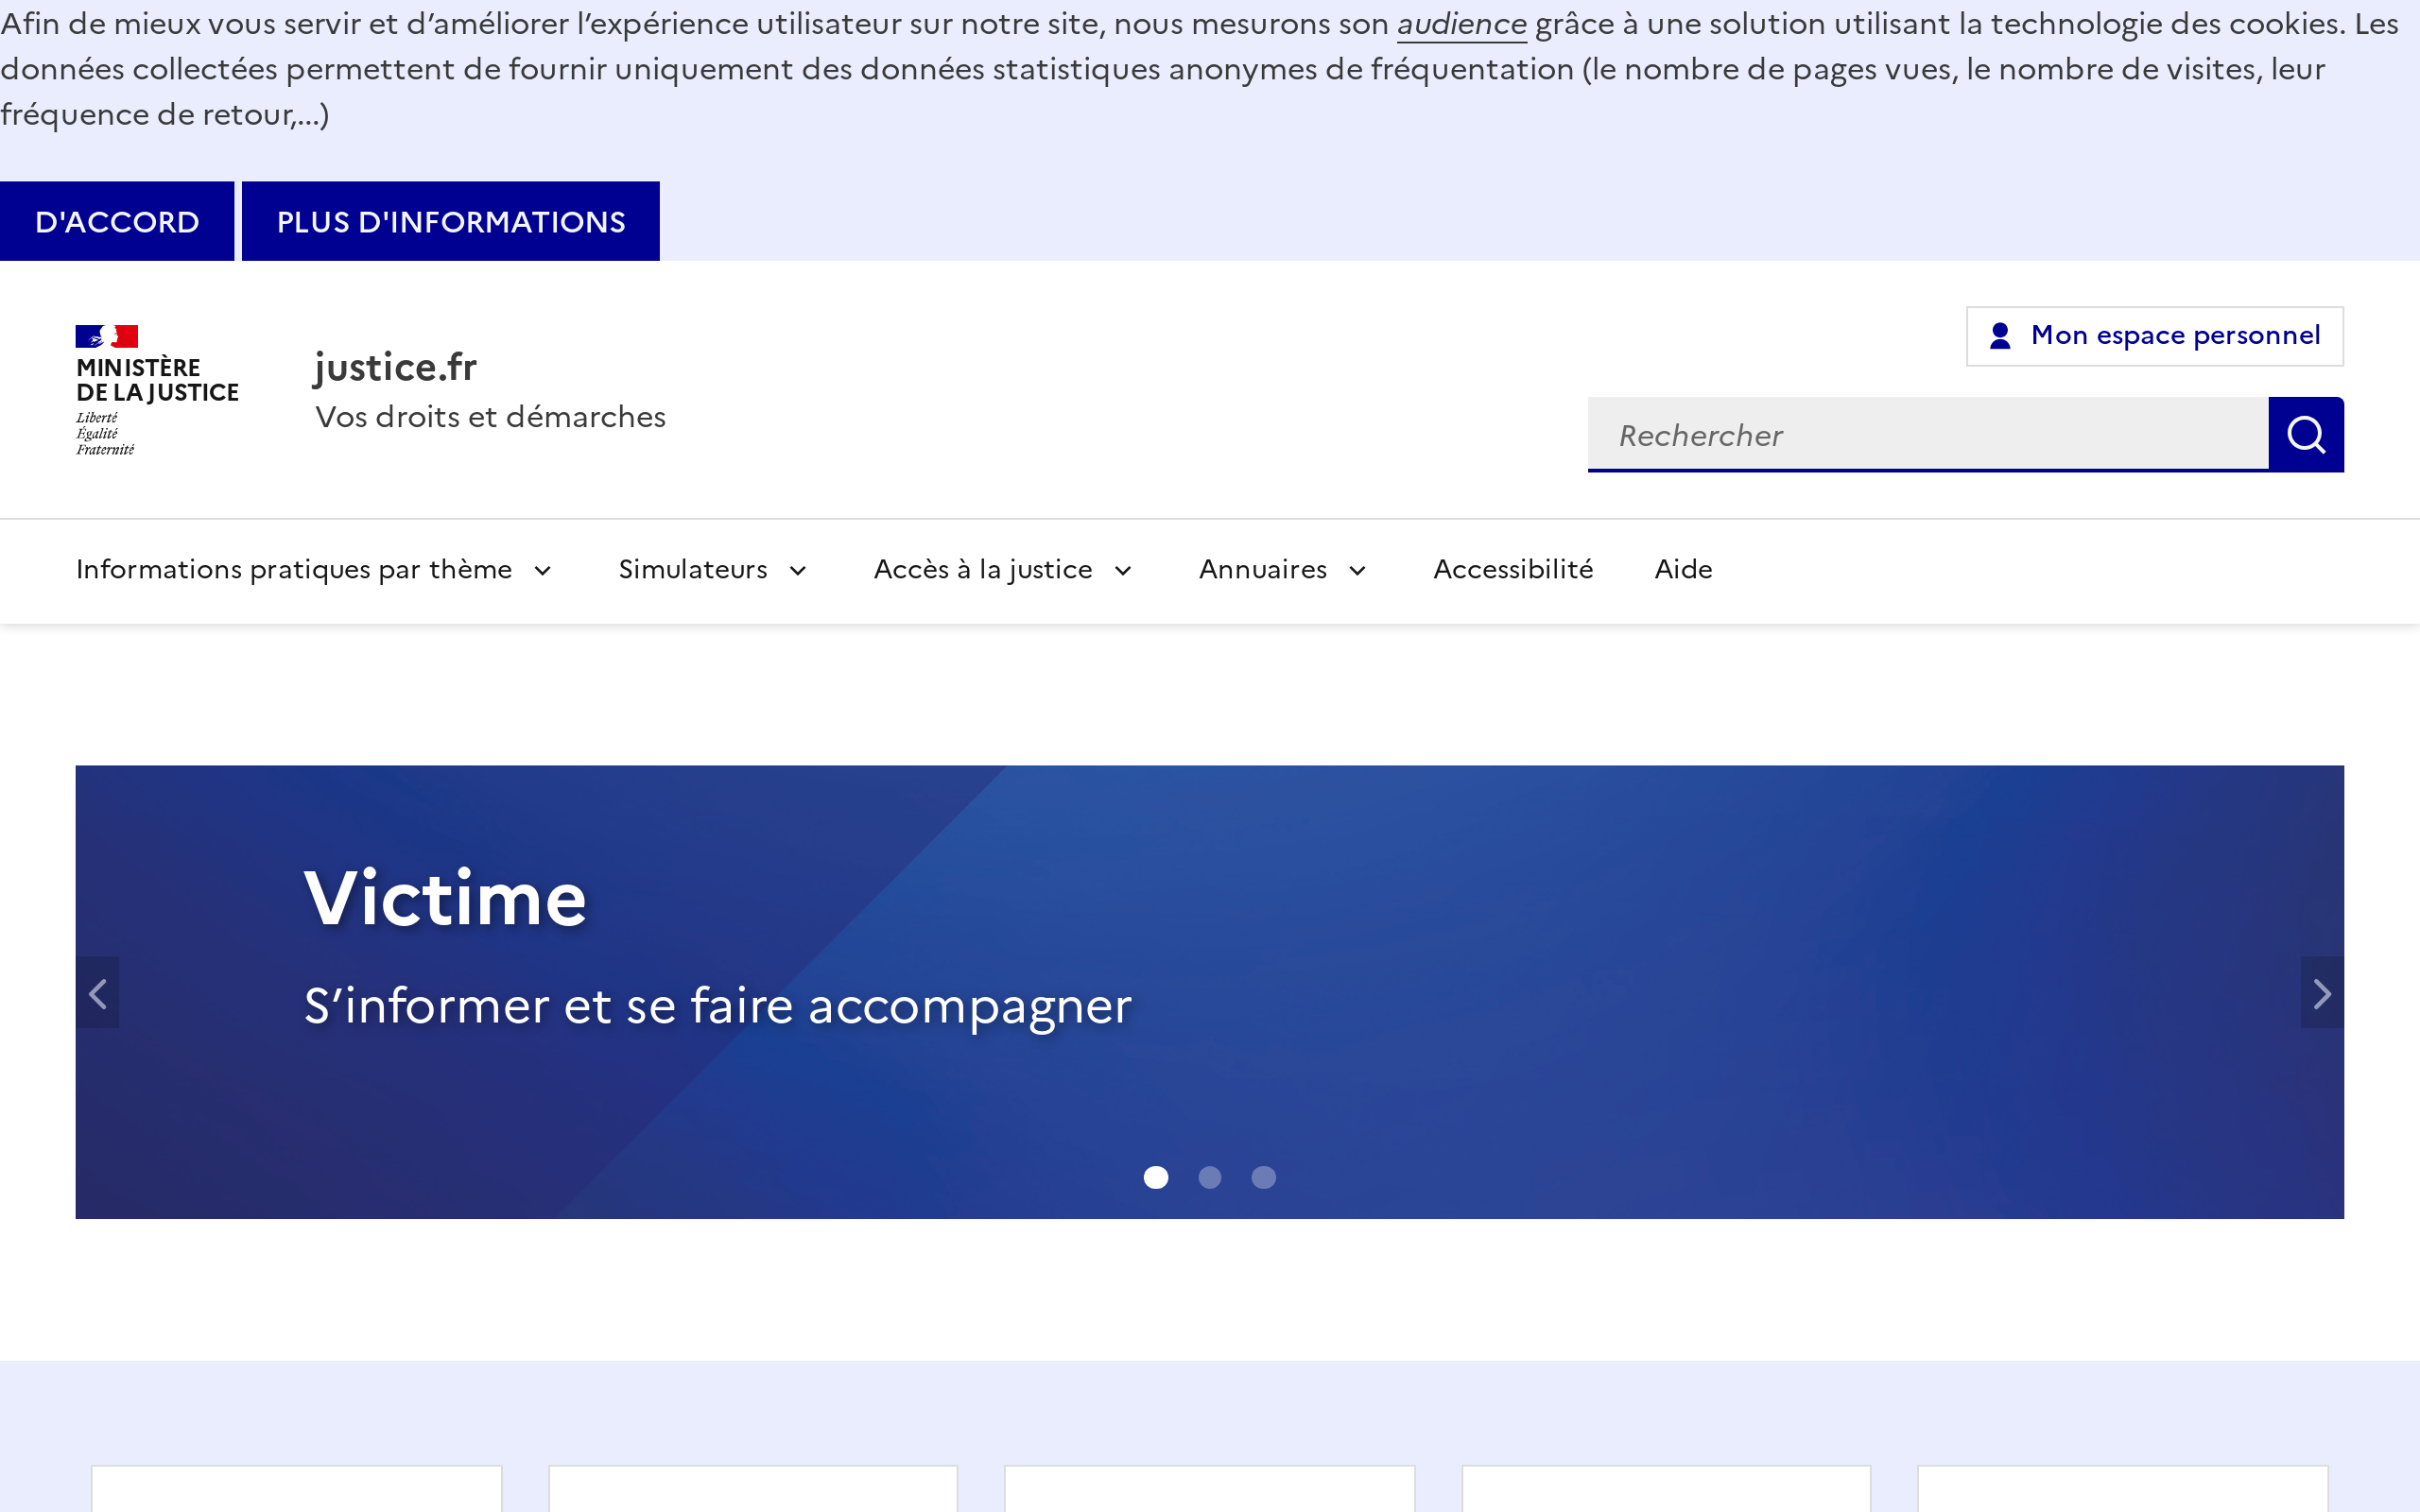 Afin de mieux vous servir et d’améliorer l’expérience utilisateur sur notre site, nous mesurons son audience grâce à une solution utilisant la technologie des cookies. Les
données collectées permettent de fournir uniquement des données statistiques anonymes de fréquentation (le nombre de pages vues, le nombre de visites, leur
fréquence de retour,...)
D'ACCORD
PLUS D'INFORMATIONS
MINISTÈRE
DE LA JUSTICE
Liberté
Égalité
Fraternité
justice.fr
Vos droits et démarches
Mon espace personnel
Rechercher
Informations pratiques par thème
Simulateurs
Accès à la justice
Annuaires
Accessibilité
Aide
Victime
S’informer et se faire accompagner